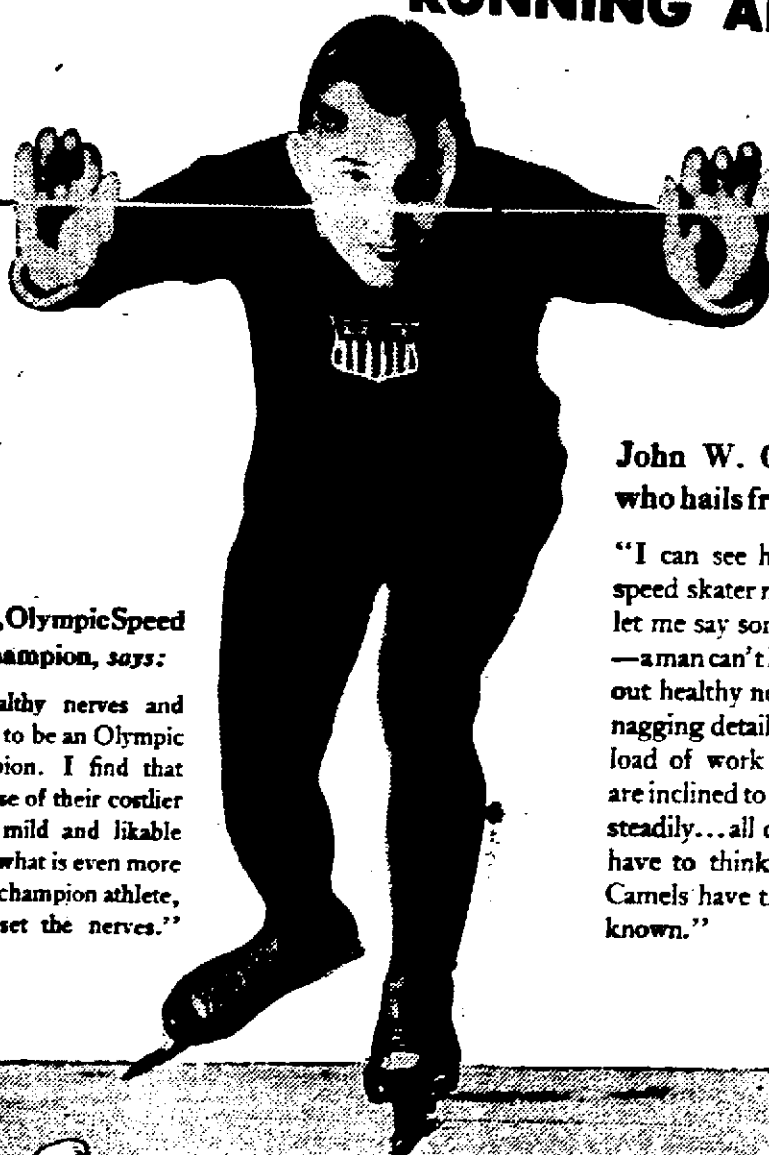 RUNNING A
, Olympic Speed
ampion, says:
lthy nerves and
to be an Olympic
ion. I find that
se of their costlier
mild and likable
what is even more
champion athlete,
set the nerves."
John W.
who hails fr
"I can see h
speed skater
let me say so
—a man can't
out healthy ne
nagging detail
load of work
are inclined to
steadily...all
have to think
Camels have t
known."